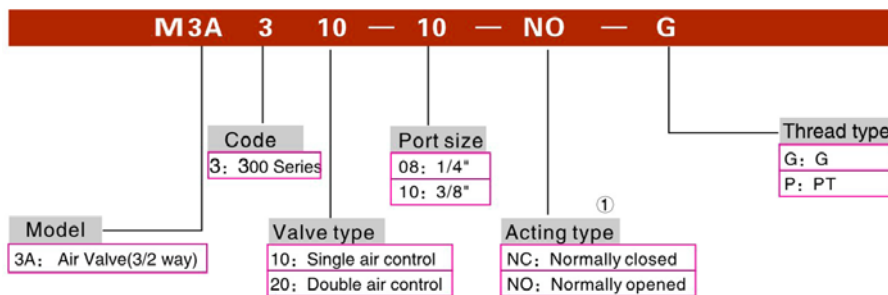 M3A 3 10 — 10 — NO — G
Code
3: 300 Series
Port size
08: 1/4"
10: 3/8"
Thread type
G: G
P: PT
Model
3A: Air Valve(3/2 way)
Valve type
10: Single air control
20: Double air control
Acting type ①
NC: Normally closed
NO: Normally opened